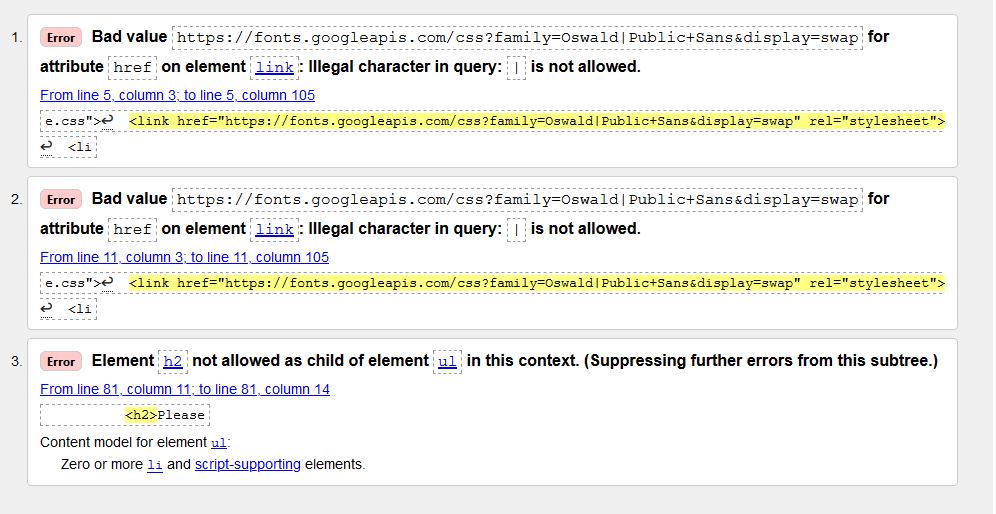 1. Error Bad value https://fonts.googleapis.com/css?family=Oswald|Public+Sans&display=swap for
attribute href on element link: Illegal character in query: | is not allowed.
From line 5, column 3; to line 5, column 105
e.css">↩  <link href="https://fonts.googleapis.com/css?family=Oswald|Public+Sans&display=swap" rel="stylesheet">
↩  <li
2. Error Bad value https://fonts.googleapis.com/css?family=Oswald|Public+Sans&display=swap for
attribute href on element link: Illegal character in query: | is not allowed.
From line 11, column 3; to line 11, column 105
e.css">↩  <link href="https://fonts.googleapis.com/css?family=Oswald|Public+Sans&display=swap" rel="stylesheet">
↩  <li
3. Error Element h2 not allowed as child of element ul in this context. (Suppressing further errors from this subtree.)
From line 81, column 11; to line 81, column 14
<h2>Please
Content model for element ul:
Zero or more li and script-supporting elements.